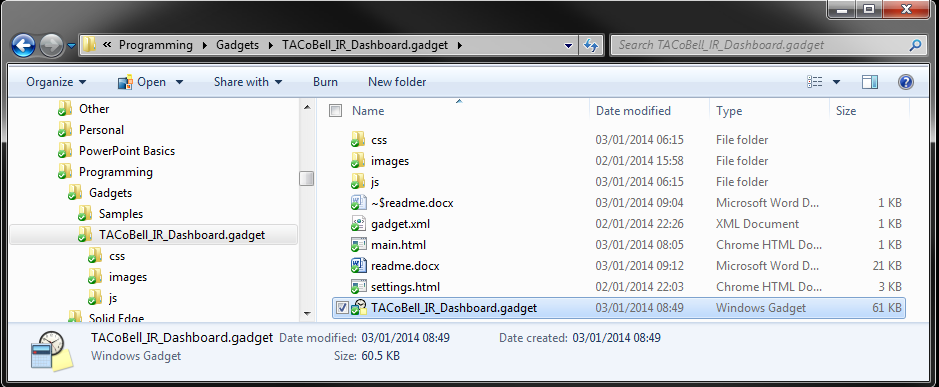 « Programming ▸ Gadgets ▸ TACoBell_IR_Dashboard.gadget ▸
Search TACoBell_IR_Dashboard.gadget
Organize Open Share with Burn New folder
Other
Personal
PowerPoint Basics
Programming
Gadgets
Samples
TACoBell_IR_Dashboard.gadget
css
images
js
Solid Edge
Name Date modified Type Size
css 03/01/2014 06:15 File folder
images 02/01/2014 15:58 File folder
js 03/01/2014 06:15 File folder
~$readme.docx 03/01/2014 09:04 Microsoft Word D... 1 KB
gadget.xml 02/01/2014 22:26 XML Document 1 KB
main.html 03/01/2014 08:05 Chrome HTML Do... 1 KB
readme.docx 03/01/2014 09:12 Microsoft Word D... 21 KB
settings.html 02/01/2014 22:03 Chrome HTML Do... 3 KB
TACoBell_IR_Dashboard.gadget 03/01/2014 08:49 Windows Gadget 61 KB
TACoBell_IR_Dashboard.gadget Date modified: 03/01/2014 08:49 Date created: 03/01/2014 08:49
Windows Gadget Size: 60.5 KB